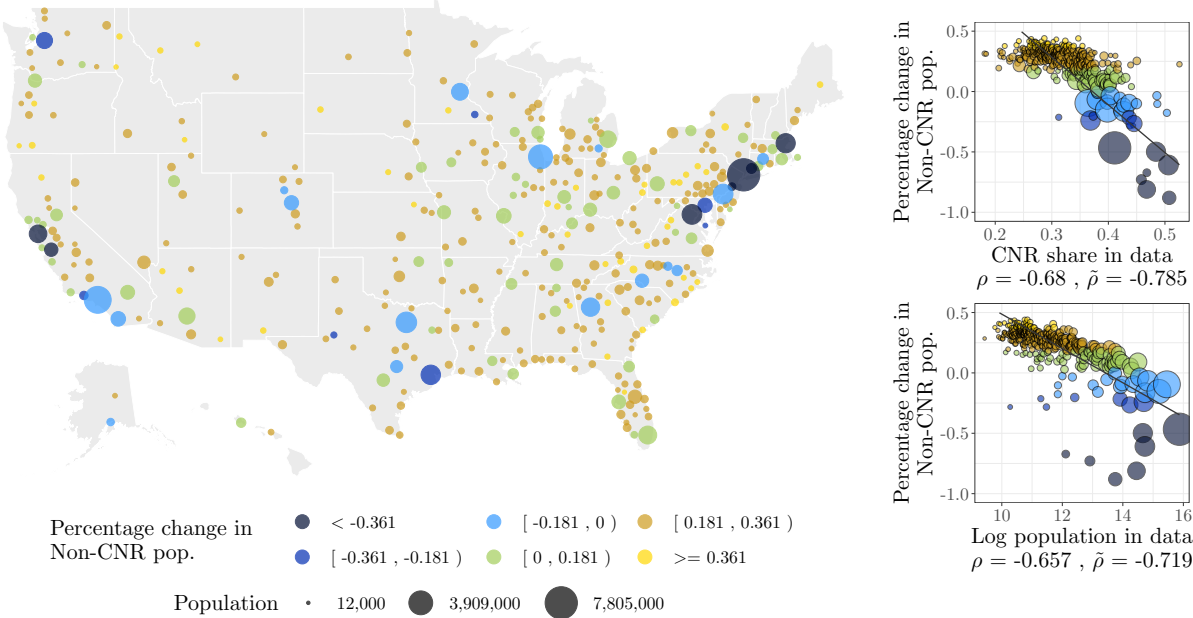 Percentage change in
Non-CNR pop.
0.5
0.0
-0.5
-1.0
0.2
0.3
0.4
0.5
CNR share in data
ρ = -0.68 , ρ̃ = -0.785
Percentage change in
Non-CNR pop.
0.5
0.0
-0.5
-1.0
10
12
14
16
Log population in data
ρ = -0.657 , ρ̃ = -0.719
Percentage change in
Non-CNR pop.
< -0.361
[ -0.181 , 0 )
[ 0.181 , 0.361 )
[ -0.361 , -0.181 )
[ 0 , 0.181 )
>= 0.361
Population
12,000
3,909,000
7,805,000